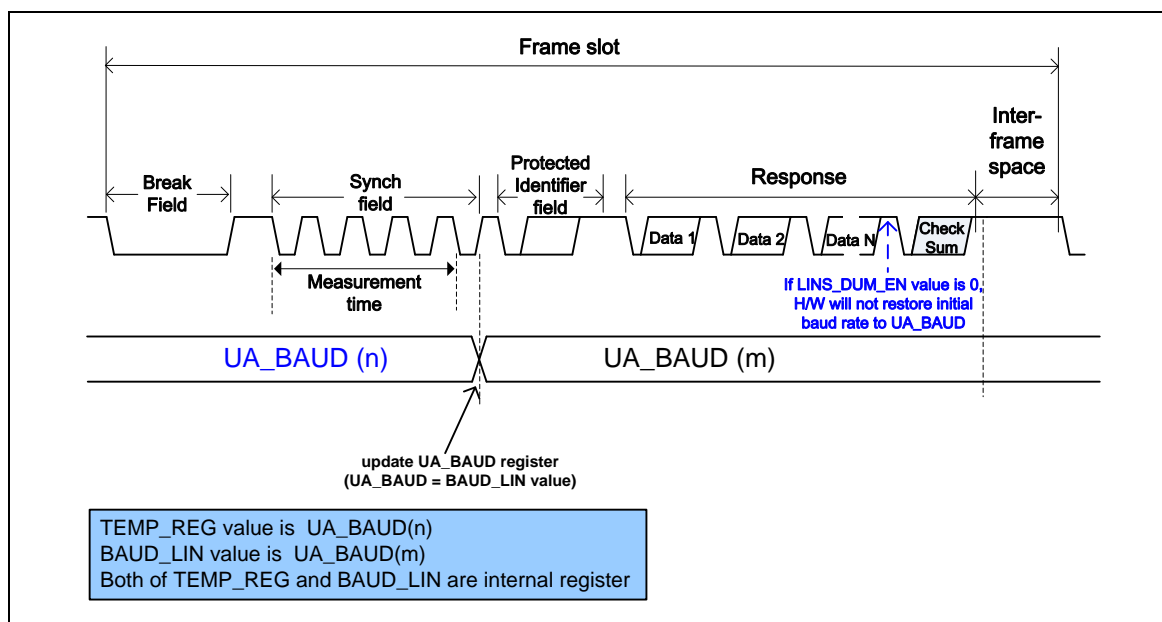 Frame slot
Inter-
frame
space
Protected
Identifier
field
Break
Field
Synch
field
Response
Data 1
Data 2
Data N
Check
Sum
Measurement
time
If LINS_DUM_EN value is 0,
H/W will not restore initial
baud rate to UA_BAUD
UA_BAUD (n)
UA_BAUD (m)
update UA_BAUD register
(UA_BAUD = BAUD_LIN value)
TEMP_REG value is UA_BAUD(n)
BAUD_LIN value is UA_BAUD(m)
Both of TEMP_REG and BAUD_LIN are internal register